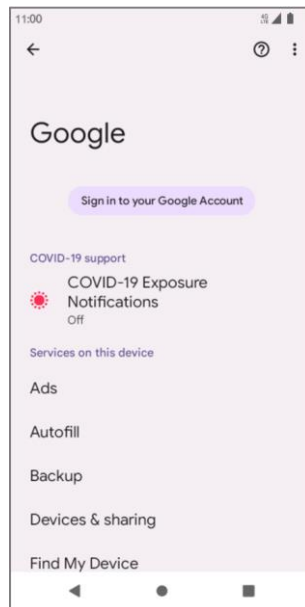 11:00
Google
Sign in to your Google Account
COVID-19 support
COVID-19 Exposure
Notifications
Off
Services on this device
Ads
Autofill
Backup
Devices & sharing
Find My Device